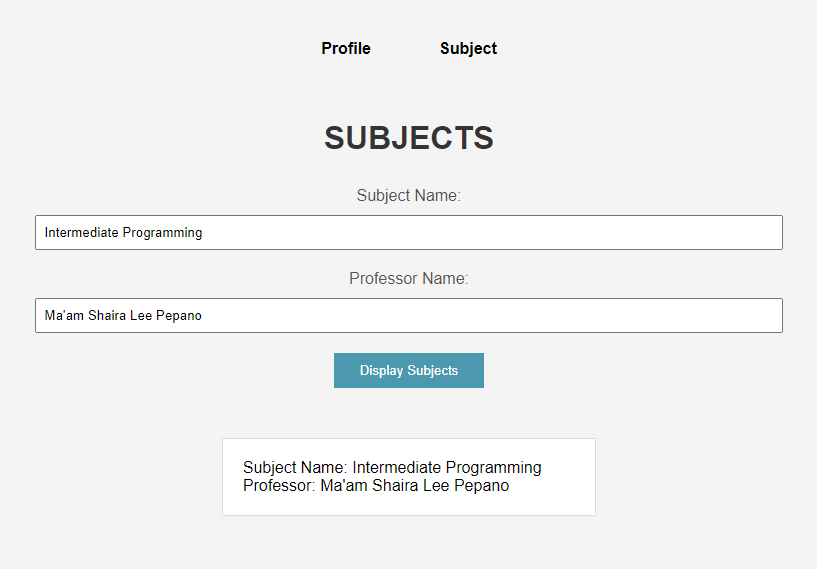 Profile Subject
SUBJECTS
Subject Name:
Intermediate Programming
Professor Name:
Ma'am Shaira Lee Pepano
Display Subjects
Subject Name: Intermediate Programming
Professor: Ma'am Shaira Lee Pepano